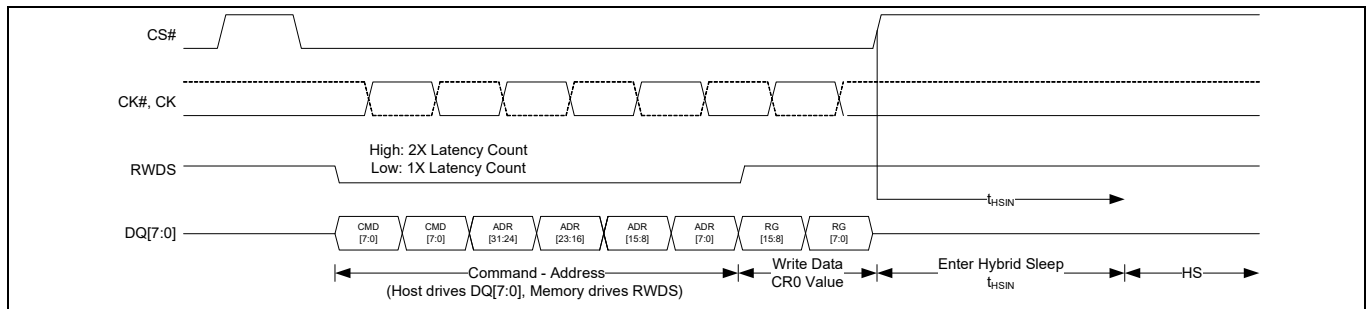 CS#
CK#, CK
High: 2X Latency Count
Low: 1X Latency Count
RWDS
tHSIN
DQ[7:0]
CMD [7:0]
CMD [7:0]
ADR [31:24]
ADR [23:16]
ADR [15:8]
ADR [7:0]
RG [15:8]
RG [7:0]
Command - Address
(Host drives DQ[7:0], Memory drives RWDS)
Write Data
CR0 Value
Enter Hybrid Sleep
tHSIN
HS